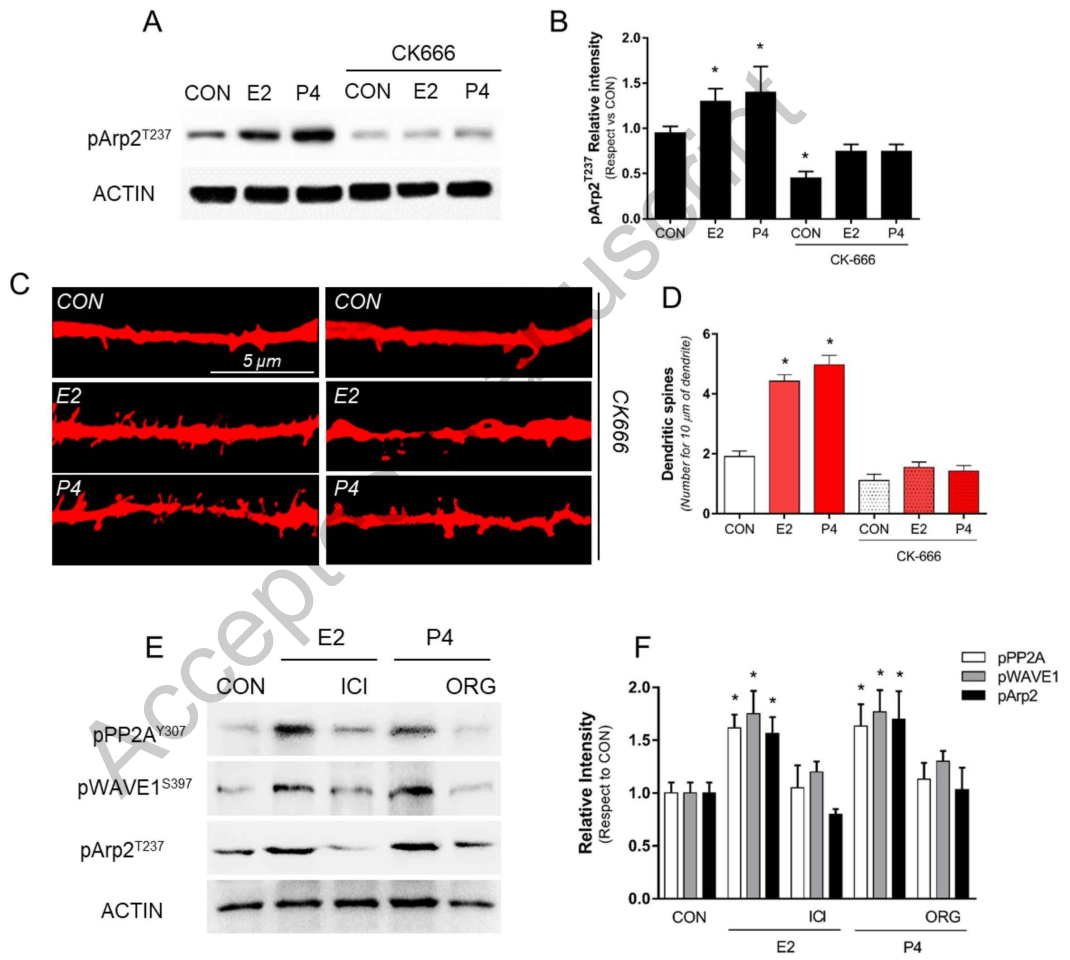 A
CK666
CON E2 P4 CON E2 P4
pArp2T237
ACTIN
B
pArp2T237 Relative intensity
(Respect vs CON)
2.0
1.5
1.0
0.5
0.0
* * *
*
CON E2 P4 CON E2 P4
CK-666
C
CON CON
5 µm
E2 E2
P4 P4
CK666
D
Dendritic spines
(Number for 10 µm of dendrite)
6
4
2
0
* *
CON E2 P4 CON E2 P4
CK-666
E
E2 P4
CON ICI ORG
pPP2AY307
pWAVE1S397
pArp2T237
ACTIN
F
pPP2A
pWAVE1
pArp2
Relative Intensity
(Respect to CON)
2.0
1.5
1.0
0.5
0.0
* * * * * *
CON ICI ORG
E2 P4